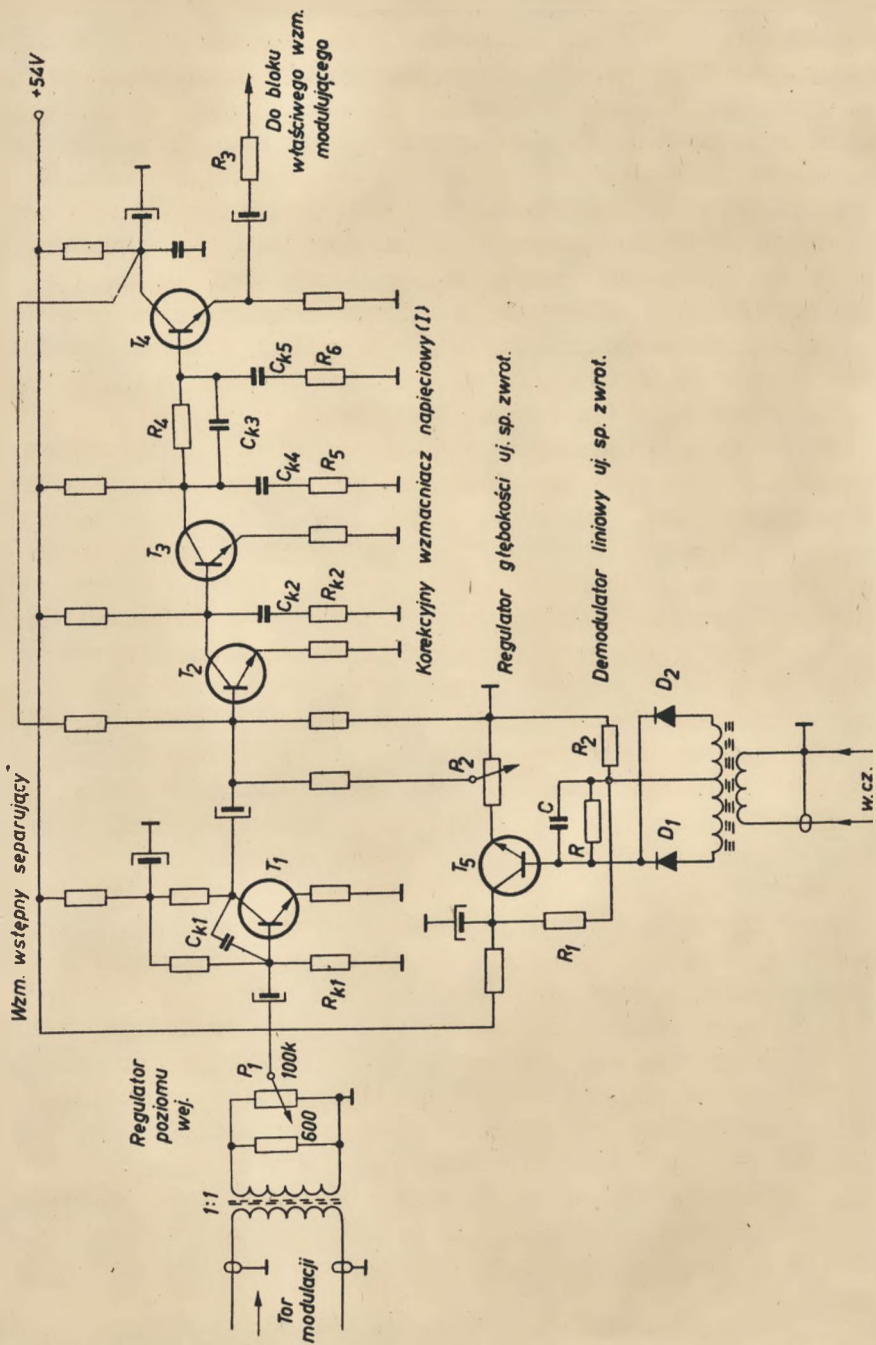 Wzm. wstępny separujący
+54V
Regulator
poziomu
wej.
1:1
Tor
modulacji
600
P1
100k
Ck1
Rk1
T1
T2
Ck2
Rk2
T3
R4
Ck3
Ck4
R5
Ck5
R6
T4
R3
Do bloku
właściwego wzm.
modulującego
Korekcyjny wzmacniacz napięciowy (I)
Regulator głębokości uj. sp. zwrot.
Demodulator liniowy uj. sp. zwrot.
P2
T5
R1
R2
C
R
D1
D2
w.cz.